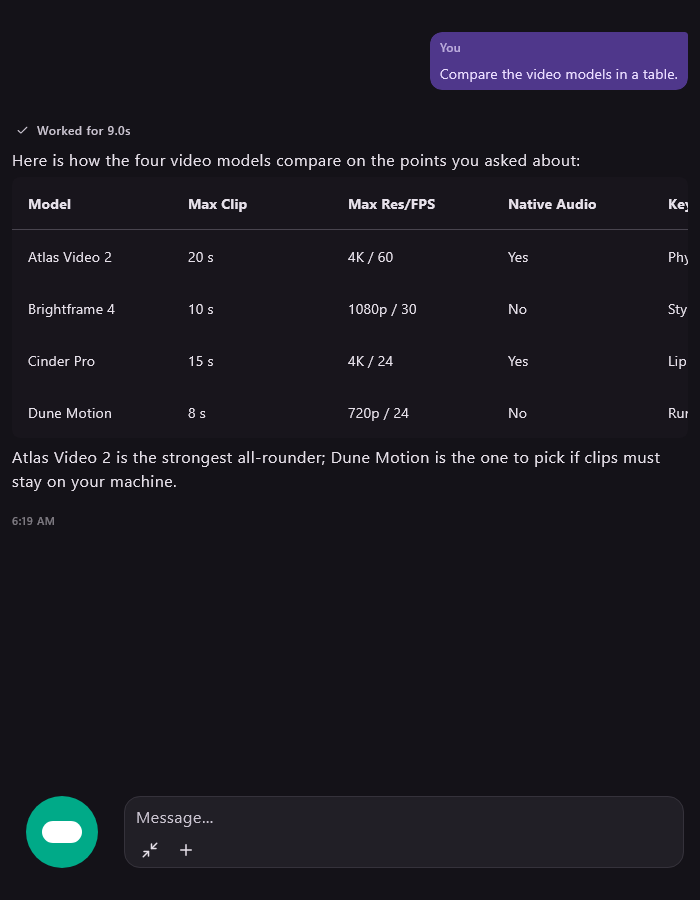 You
Compare the video models in a table.
Worked for 9.0s
Here is how the four video models compare on the points you asked about:
Model Max Clip Max Res/FPS Native Audio
Atlas Video 2 20 s 4K / 60 Yes
Brightframe 4 10 s 1080p / 30 No
Cinder Pro 15 s 4K / 24 Yes Lip
Dune Motion 8 s 720p / 24 No
Atlas Video 2 is the strongest all-rounder; Dune Motion is the one to pick if clips must
stay on your machine.
6:19 AM
Message...